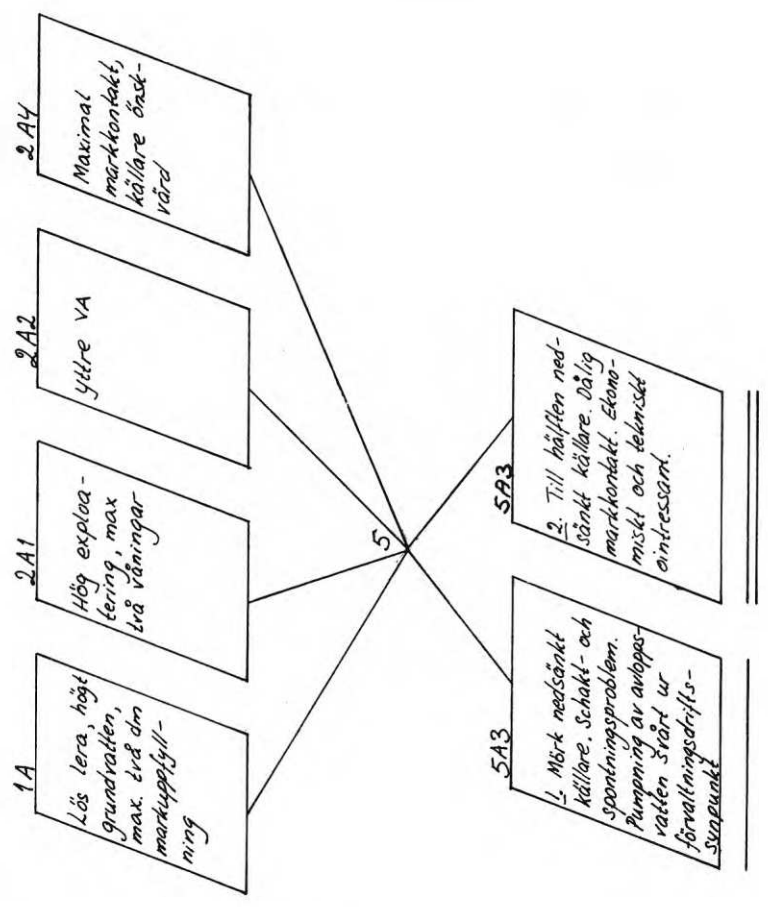 1A
Lös lera, högt
grundvatten,
max. två dm
markuppfyll-
ning
2A1
Hög exploa-
tering, max
två våningar
2A2
Yttre VA
2A4
Maximal
markkontakt,
källare önsk-
värd
5
5A3
1. Mörk nedsänkt
källare. Schakt- och
spontningsproblem.
Pumpning av avlopps-
vatten svårt ur
förvaltningsdrifts-
synpunkt
5A3
2. Till hälften ned-
sänkt källare. Dålig
markkontakt. Ekono-
miskt och tekniskt
ointressant.